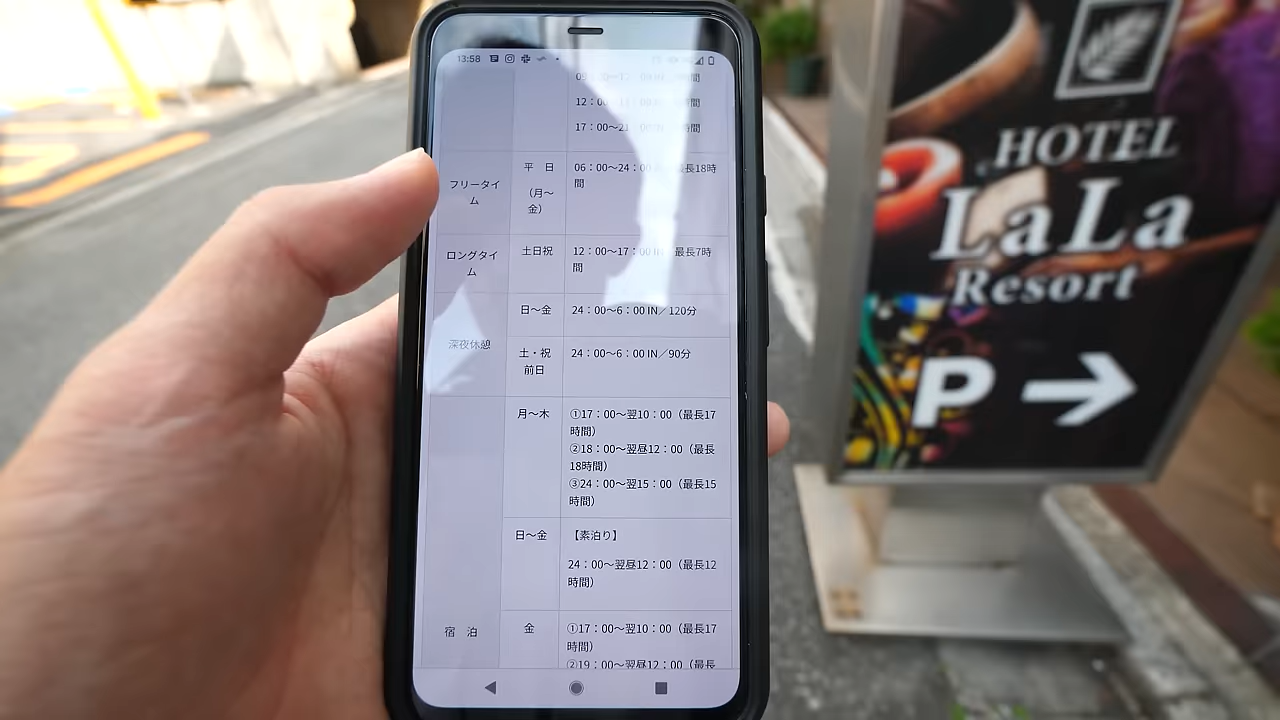 13:58
12:00
17:00〜21:00 IN
フリータイ
ム
平 日
（月〜
金）
06：00〜24：00 最長18時
間
ロングタイ
ム
土日祝
12：00〜17：00 IN 最長7時
間
深夜休憩
日〜金
24：00〜6：00 IN／120分
土・祝
前日
24：00〜6：00 IN／90分
宿 泊
月〜木
①17：00〜翌10：00（最長17
時間）
②18：00〜翌昼12：00（最長
18時間）
③24：00〜翌15：00（最長15
時間）
日〜金
【素泊り】
24：00〜翌昼12：00（最長12
時間）
金
①17：00〜翌10：00（最長17
時間）
②19：00〜翌昼12：00（最長
HOTEL
LaLa
Resort
P →